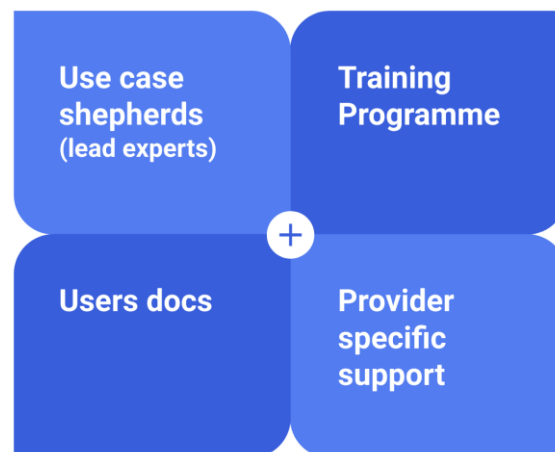 Use case
shepherds
(lead experts)
Training
Programme
Users docs
Provider
specific
support